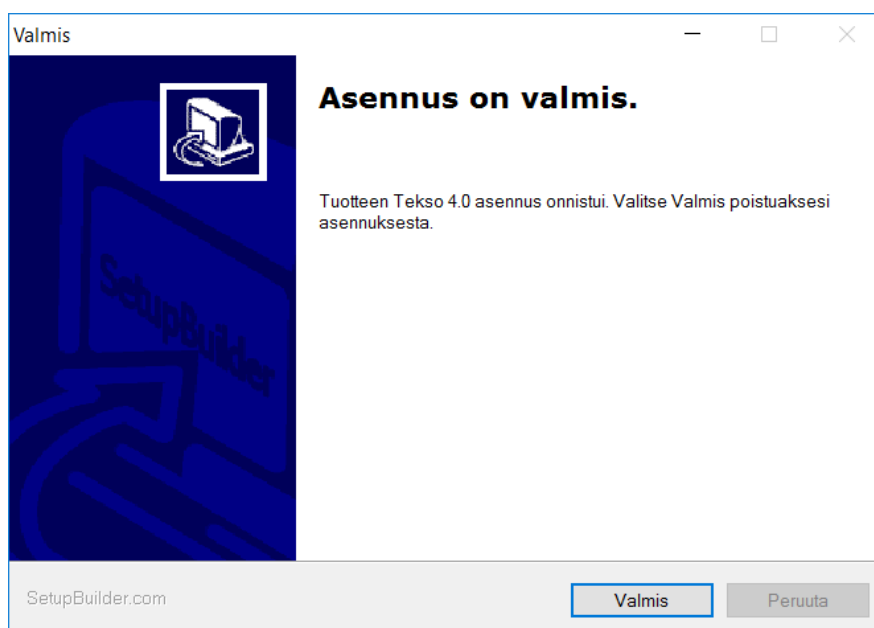 Valmis
Asennus on valmis.
Tuotteen Tekso 4.0 asennus onnistui. Valitse Valmis poistuaksesi
asennuksesta.
SetupBuilder
SetupBuilder.com
Valmis
Peruuta